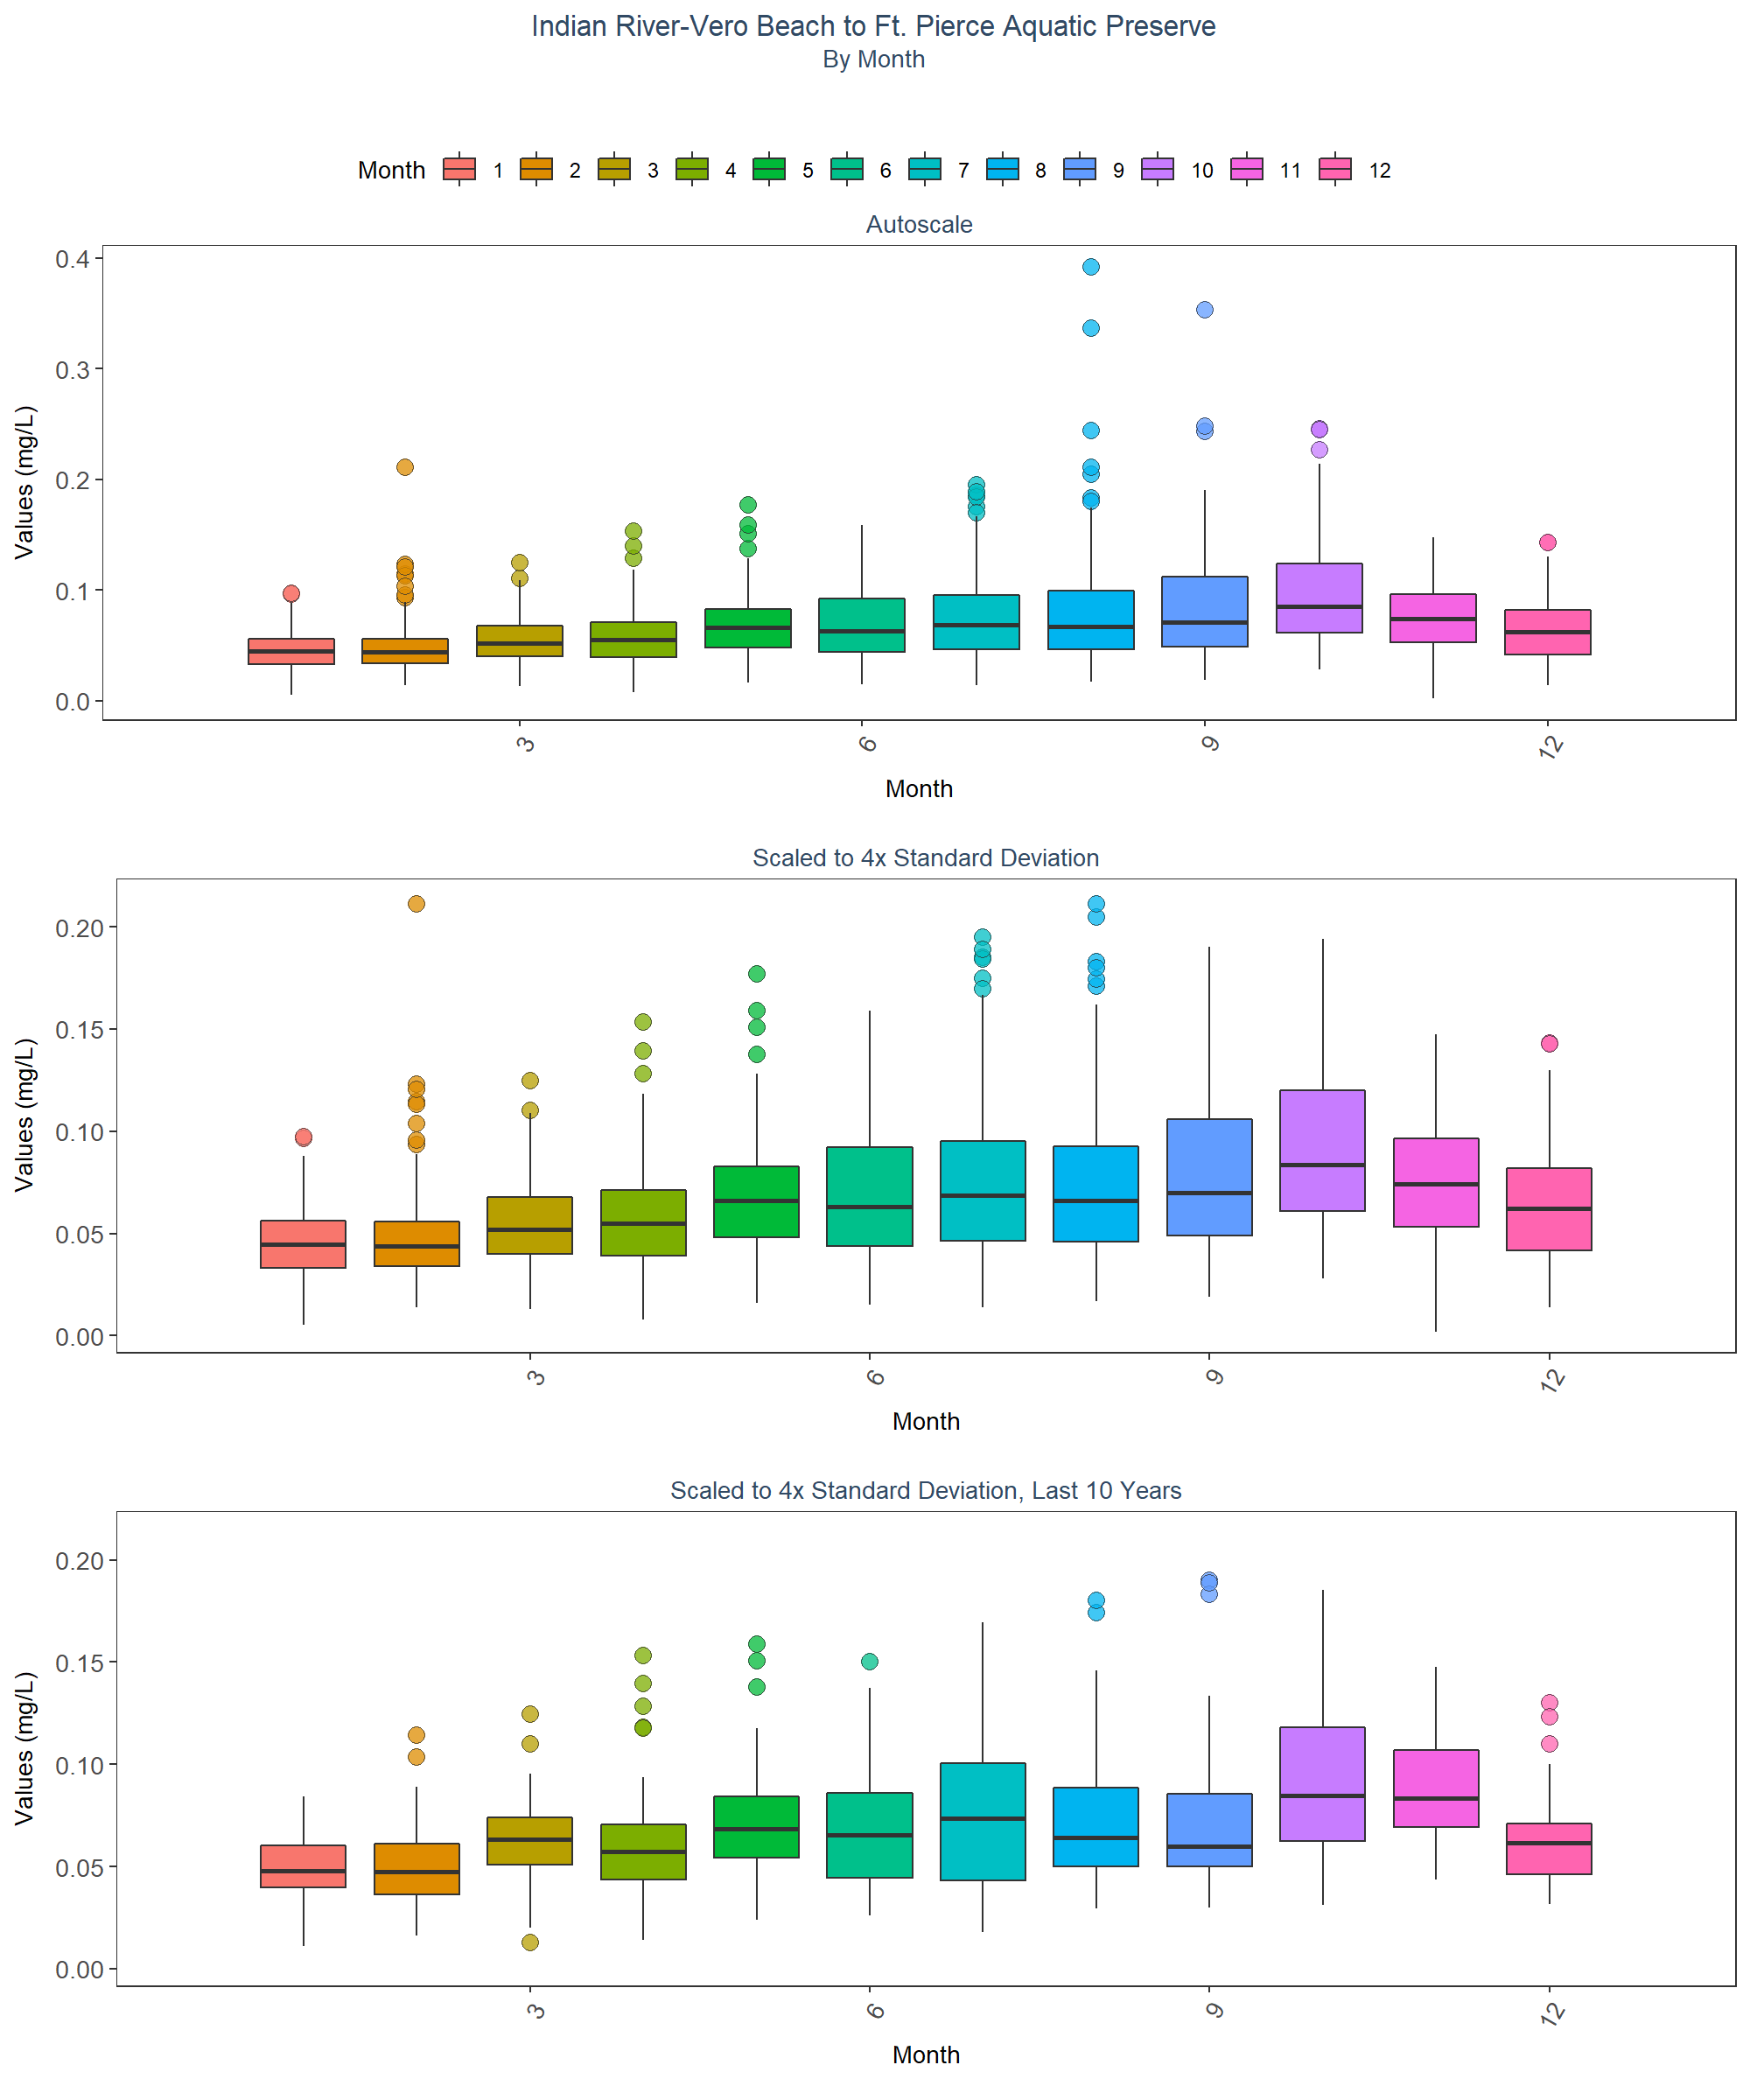 Indian River-Vero Beach to Ft. Pierce Aquatic Preserve
By Month
Month 1 2 3 4 5 6 7 8 9 10 11 12
Autoscale
Values (mg/L)
0.4
0.3
0.2
0.1
0.0
3 6 9 12
Month
Scaled to 4x Standard Deviation
Values (mg/L)
0.20
0.15
0.10
0.05
0.00
3 6 9 12
Month
Scaled to 4x Standard Deviation, Last 10 Years
Values (mg/L)
0.20
0.15
0.10
0.05
0.00
3 6 9 12
Month